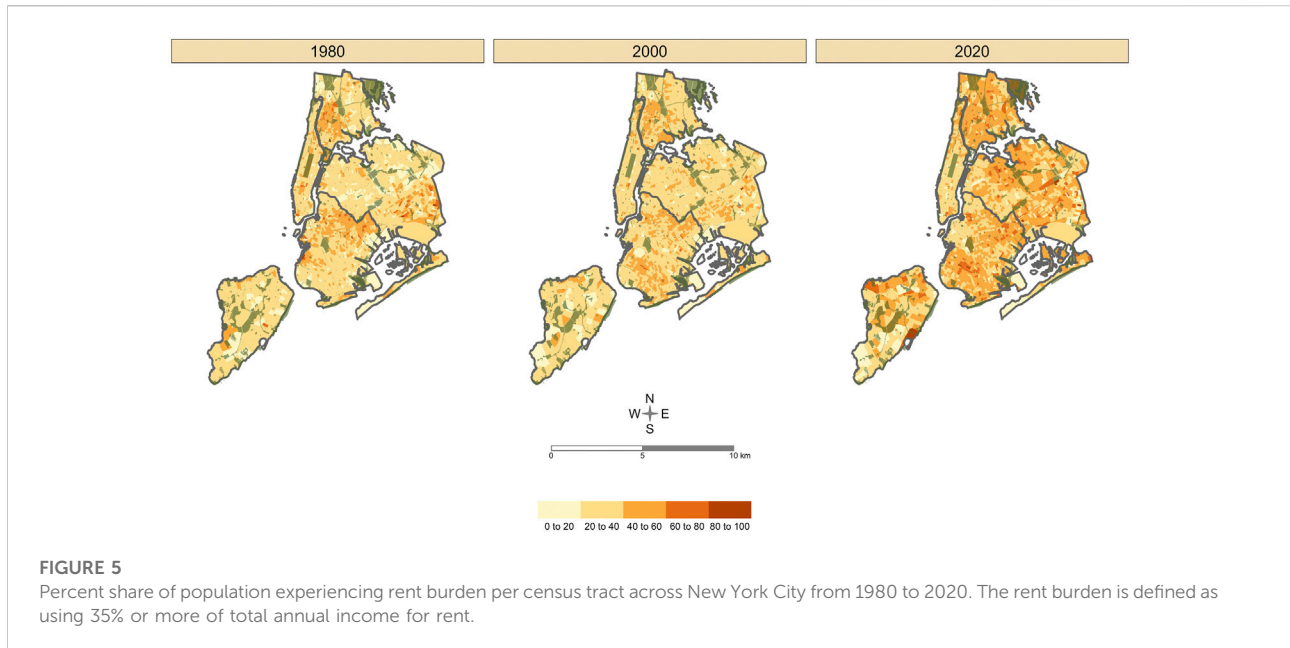 1980
2000
2020
N
W E
S
0 5 10 km
0 to 20 20 to 40 40 to 60 60 to 80 80 to 100
FIGURE 5
Percent share of population experiencing rent burden per census tract across New York City from 1980 to 2020. The rent burden is defined as
using 35% or more of total annual income for rent.